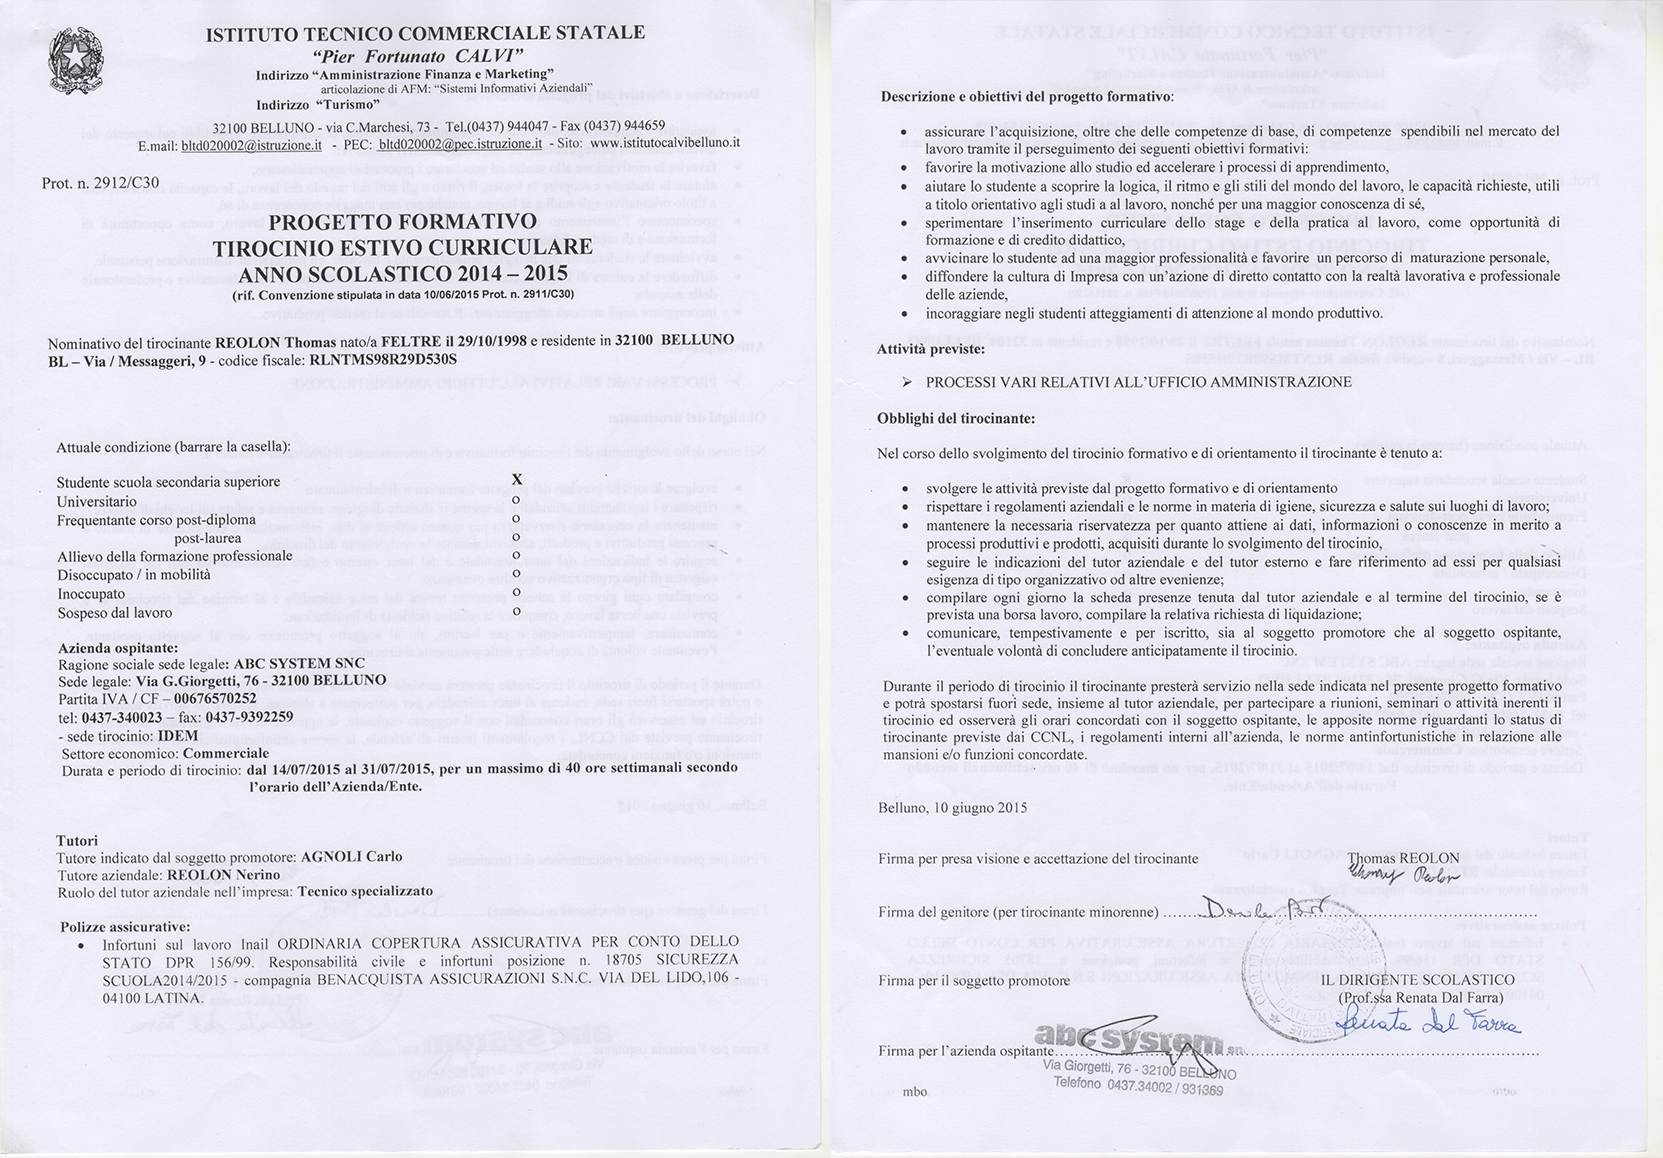 ISTITUTO TECNICO COMMERCIALE STATALE
“Pier Fortunato CALVI”
Indirizzo “Amministrazione Finanza e Marketing”
articolazione di AFM: “Sistemi Informativi Aziendali”
Indirizzo “Turismo”
32100 BELLUNO - via C.Marchesi, 73 - Tel.(0437) 944047 - Fax (0437) 944659
E.mail: bltd020002@istruzione.it - PEC: bltd020002@pec.istruzione.it - Sito: www.istitutocalvibelluno.it
Prot. n. 2912/C30
PROGETTO FORMATIVO
TIROCINIO ESTIVO CURRICULARE
ANNO SCOLASTICO 2014 – 2015
(rif. Convenzione stipulata in data 10/06/2015 Prot. n. 2911/C30)
Nominativo del tirocinante REOLON Thomas nato/a FELTRE il 29/10/1998 e residente in 32100 BELLUNO
BL – Via / Messaggeri, 9 - codice fiscale: RLNTMS98R29D530S
Attuale condizione (barrare la casella):
Studente scuola secondaria superiore X
Universitario o
Frequentante corso post-diploma o
post-laurea o
Allievo della formazione professionale o
Disoccupato / in mobilità o
Inoccupato o
Sospeso dal lavoro o
Azienda ospitante:
Ragione sociale sede legale: ABC SYSTEM SNC
Sede legale: Via G.Giorgetti, 76 - 32100 BELLUNO
Partita IVA / CF – 00676570252
tel: 0437-340023 – fax: 0437-9392259
- sede tirocinio: IDEM
Settore economico: Commerciale
Durata e periodo di tirocinio: dal 14/07/2015 al 31/07/2015, per un massimo di 40 ore settimanali secondo
l’orario dell’Azienda/Ente.
Tutori
Tutore indicato dal soggetto promotore: AGNOLI Carlo
Tutore aziendale: REOLON Nerino
Ruolo del tutor aziendale nell’impresa: Tecnico specializzato
Polizze assicurative:
• Infortuni sul lavoro Inail ORDINARIA COPERTURA ASSICURATIVA PER CONTO DELLO
STATO DPR 156/99. Responsabilità civile e infortuni posizione n. 18705 SICUREZZA
SCUOLA2014/2015 - compagnia BENACQUISTA ASSICURAZIONI S.N.C. VIA DEL LIDO,106 -
04100 LATINA.
Descrizione e obiettivi del progetto formativo:
• assicurare l’acquisizione, oltre che delle competenze di base, di competenze spendibili nel mercato del
lavoro tramite il perseguimento dei seguenti obiettivi formativi:
• favorire la motivazione allo studio ed accelerare i processi di apprendimento,
• aiutare lo studente a scoprire la logica, il ritmo e gli stili del mondo del lavoro, le capacità richieste, utili
a titolo orientativo agli studi a al lavoro, nonché per una maggior conoscenza di sé,
• sperimentare l’inserimento curriculare dello stage e della pratica al lavoro, come opportunità di
formazione e di credito didattico,
• avvicinare lo studente ad una maggior professionalità e favorire un percorso di maturazione personale,
• diffondere la cultura di Impresa con un’azione di diretto contatto con la realtà lavorativa e professionale
delle aziende,
• incoraggiare negli studenti atteggiamenti di attenzione al mondo produttivo.
Attività previste:
➢ PROCESSI VARI RELATIVI ALL’UFFICIO AMMINISTRAZIONE
Obblighi del tirocinante:
Nel corso dello svolgimento del tirocinio formativo e di orientamento il tirocinante è tenuto a:
• svolgere le attività previste dal progetto formativo e di orientamento
• rispettare i regolamenti aziendali e le norme in materia di igiene, sicurezza e salute sui luoghi di lavoro;
• mantenere la necessaria riservatezza per quanto attiene ai dati, informazioni o conoscenze in merito a
processi produttivi e prodotti, acquisiti durante lo svolgimento del tirocinio,
• seguire le indicazioni del tutor aziendale e del tutor esterno e fare riferimento ad essi per qualsiasi
esigenza di tipo organizzativo od altre evenienze;
• compilare ogni giorno la scheda presenze tenuta dal tutor aziendale e al termine del tirocinio, se è
prevista una borsa lavoro, compilare la relativa richiesta di liquidazione;
• comunicare, tempestivamente e per iscritto, sia al soggetto promotore che al soggetto ospitante,
l’eventuale volontà di concludere anticipatamente il tirocinio.
Durante il periodo di tirocinio il tirocinante presterà servizio nella sede indicata nel presente progetto formativo
e potrà spostarsi fuori sede, insieme al tutor aziendale, per partecipare a riunioni, seminari o attività inerenti il
tirocinio ed osserverà gli orari concordati con il soggetto ospitante, le apposite norme riguardanti lo status di
tirocinante previste dai CCNL, i regolamenti interni all’azienda, le norme antinfortunistiche in relazione alle
mansioni e/o funzioni concordate.
Belluno, 10 giugno 2015
Firma per presa visione e accettazione del tirocinante Thomas REOLON
Thomas Reolon
Firma del genitore (per tirocinante minorenne)
Firma per il soggetto promotore IL DIRIGENTE SCOLASTICO
(Prof.ssa Renata Dal Farra)
Renata Dal Farra
abc system sn
Firma per l’azienda ospitante
Via Giorgetti, 76 - 32100 BELLUNO
Telefono 0437.34002 / 931369
mbo